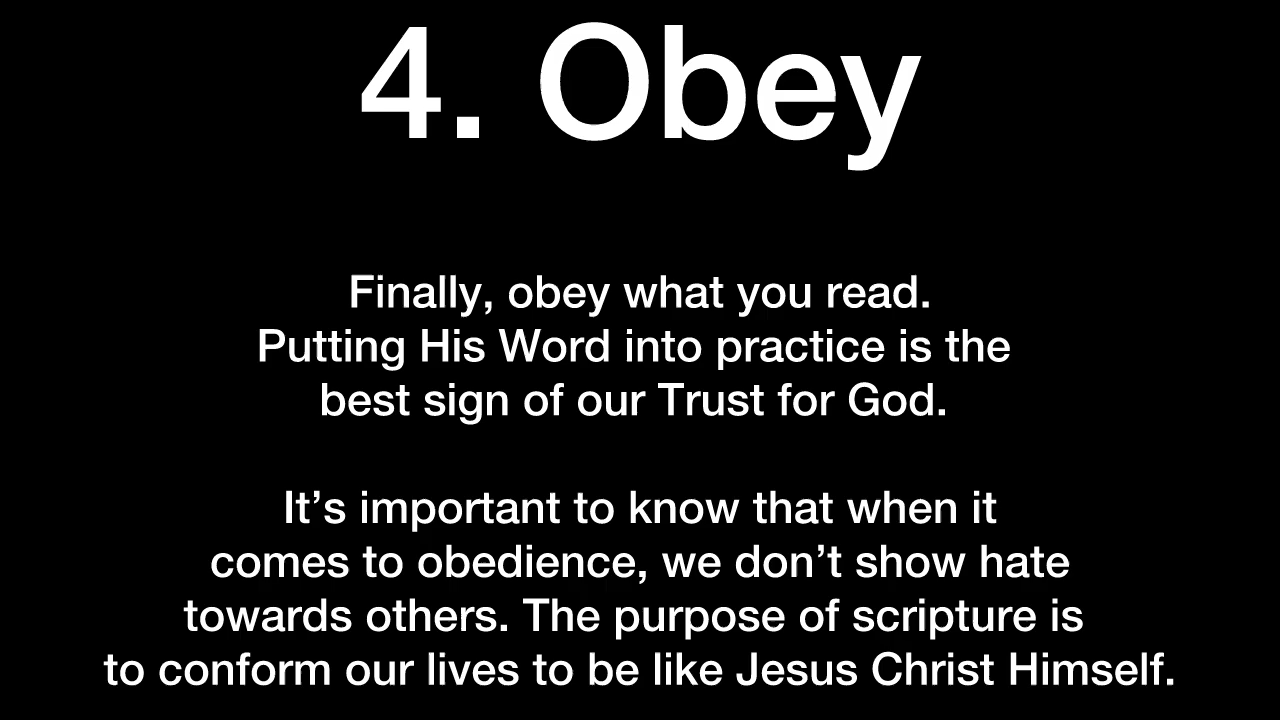 4. Obey
Finally, obey what you read.
Putting His Word into practice is the
best sign of our Trust for God.
It’s important to know that when it
comes to obedience, we don’t show hate
towards others. The purpose of scripture is
to conform our lives to be like Jesus Christ Himself.